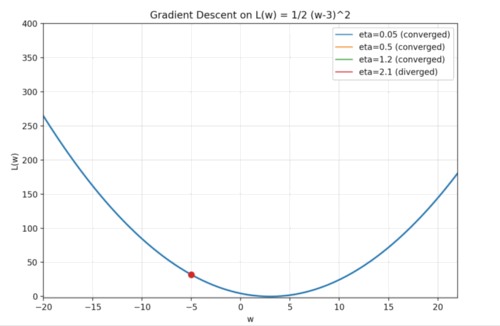 Gradient Descent on L(w) = 1/2 (w-3)^2
eta=0.05 (converged)
eta=0.5 (converged)
eta=1.2 (converged)
eta=2.1 (diverged)
400
350
300
250
200
150
100
50
0
L(w)
−20 −15 −10 −5 0 5 10 15 20
w